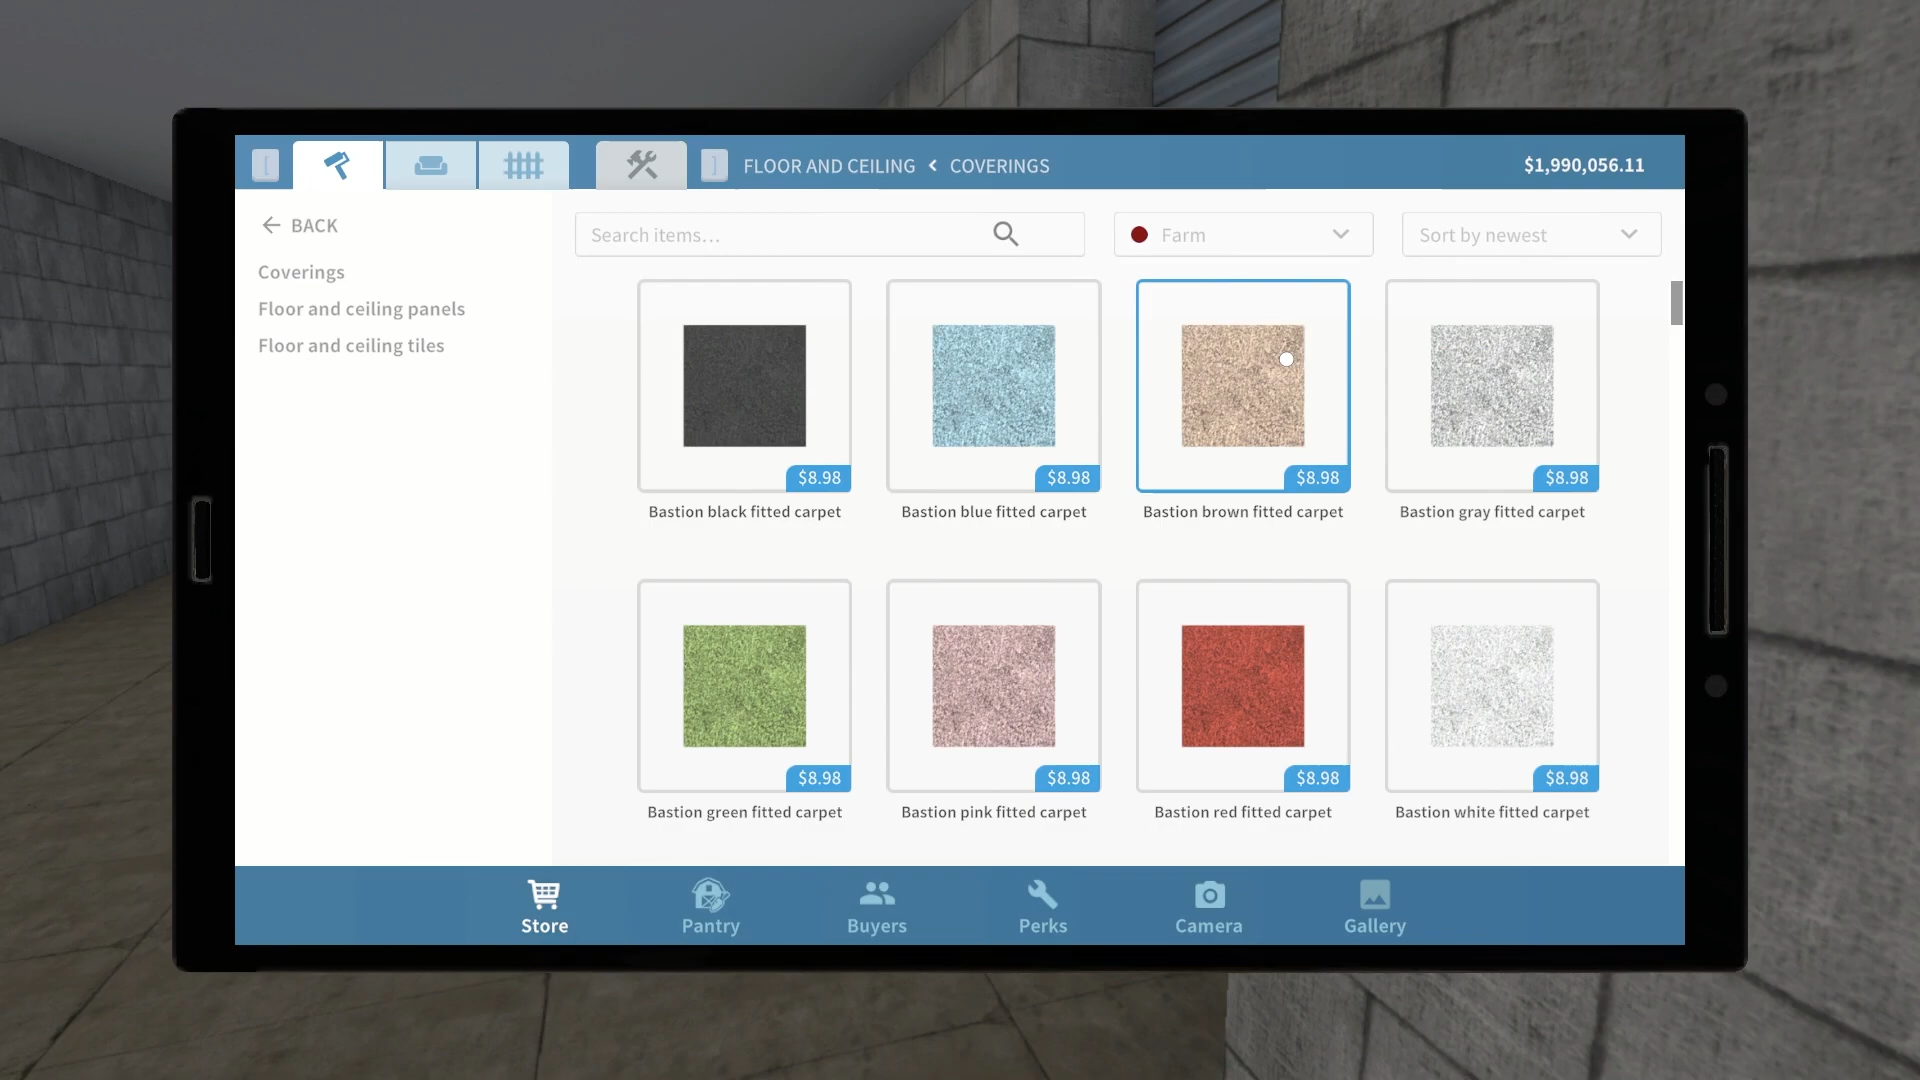 [
]
FLOOR AND CEILING < COVERINGS
$1,990,056.11
BACK
Coverings
Floor and ceiling panels
Floor and ceiling tiles
Search items...
Farm
Sort by newest
$8.98
$8.98
$8.98
$8.98
Bastion black fitted carpet
Bastion blue fitted carpet
Bastion brown fitted carpet
Bastion gray fitted carpet
$8.98
$8.98
$8.98
$8.98
Bastion green fitted carpet
Bastion pink fitted carpet
Bastion red fitted carpet
Bastion white fitted carpet
Store
Pantry
Buyers
Perks
Camera
Gallery